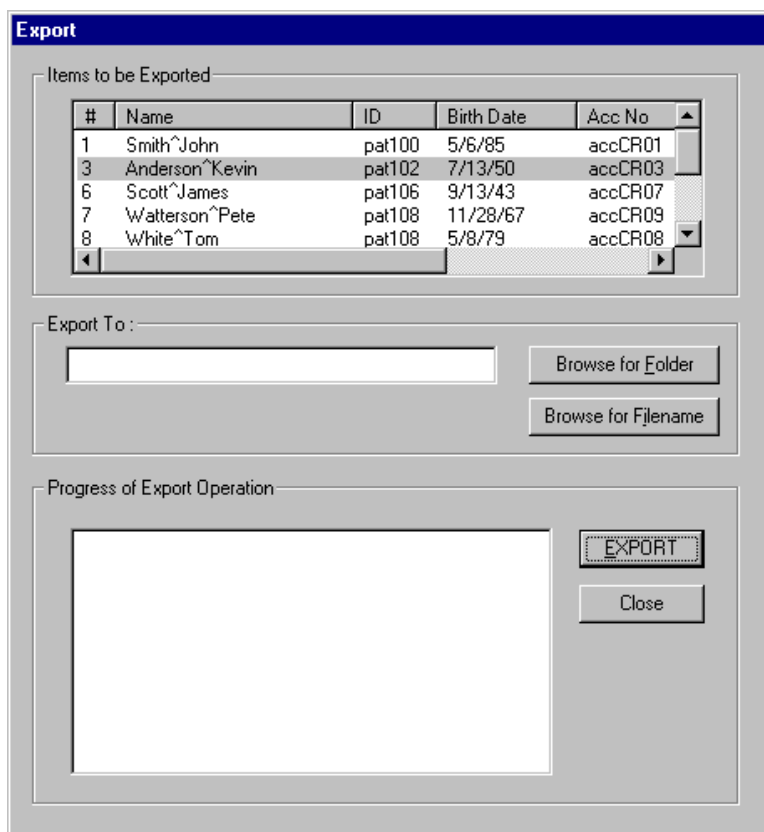 Export
Items to be Exported
# Name ID Birth Date Acc No
1 Smith^John pat100 5/6/85 accCR01
3 Anderson^Kevin pat102 7/13/50 accCR03
6 Scott^James pat106 9/13/43 accCR07
7 Watterson^Pete pat108 11/28/67 accCR09
8 White^Tom pat108 5/8/79 accCR08
Export To :
Browse for Folder
Browse for Filename
Progress of Export Operation
EXPORT
Close